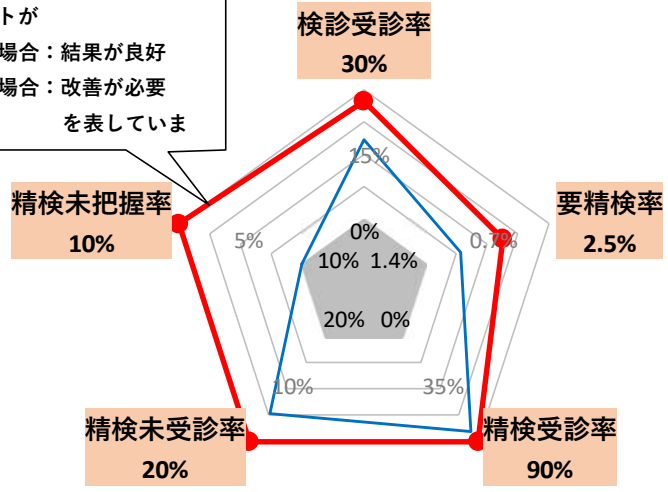 トが
場合：結果が良好
場合：改善が必要
を表していま
検診受診率
30%
15%
精検未把握率
10%
5%
0%
0.7%
要精検率
2.5%
10% 1.4%
20% 0%
10%
35%
精検未受診率
20%
精検受診率
90%